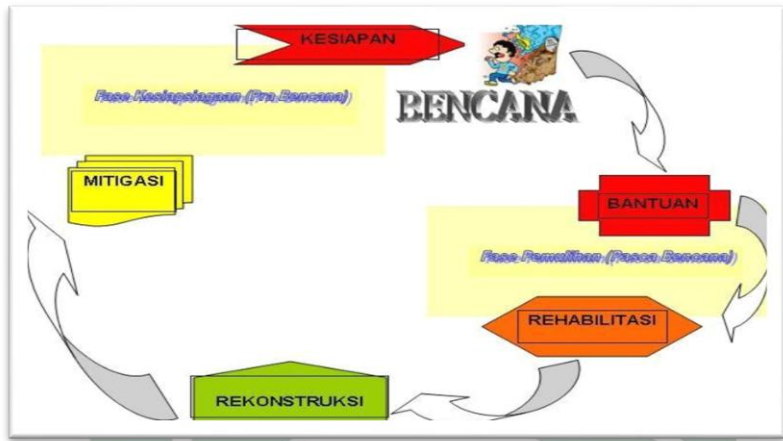 KESIAPAN
Fase Kesiapsiagaan (Pra Bencana)
BENCANA
MITIGASI
BANTUAN
Fase Pemulihan (Pasca Bencana)
REHABILITASI
REKONSTRUKSI